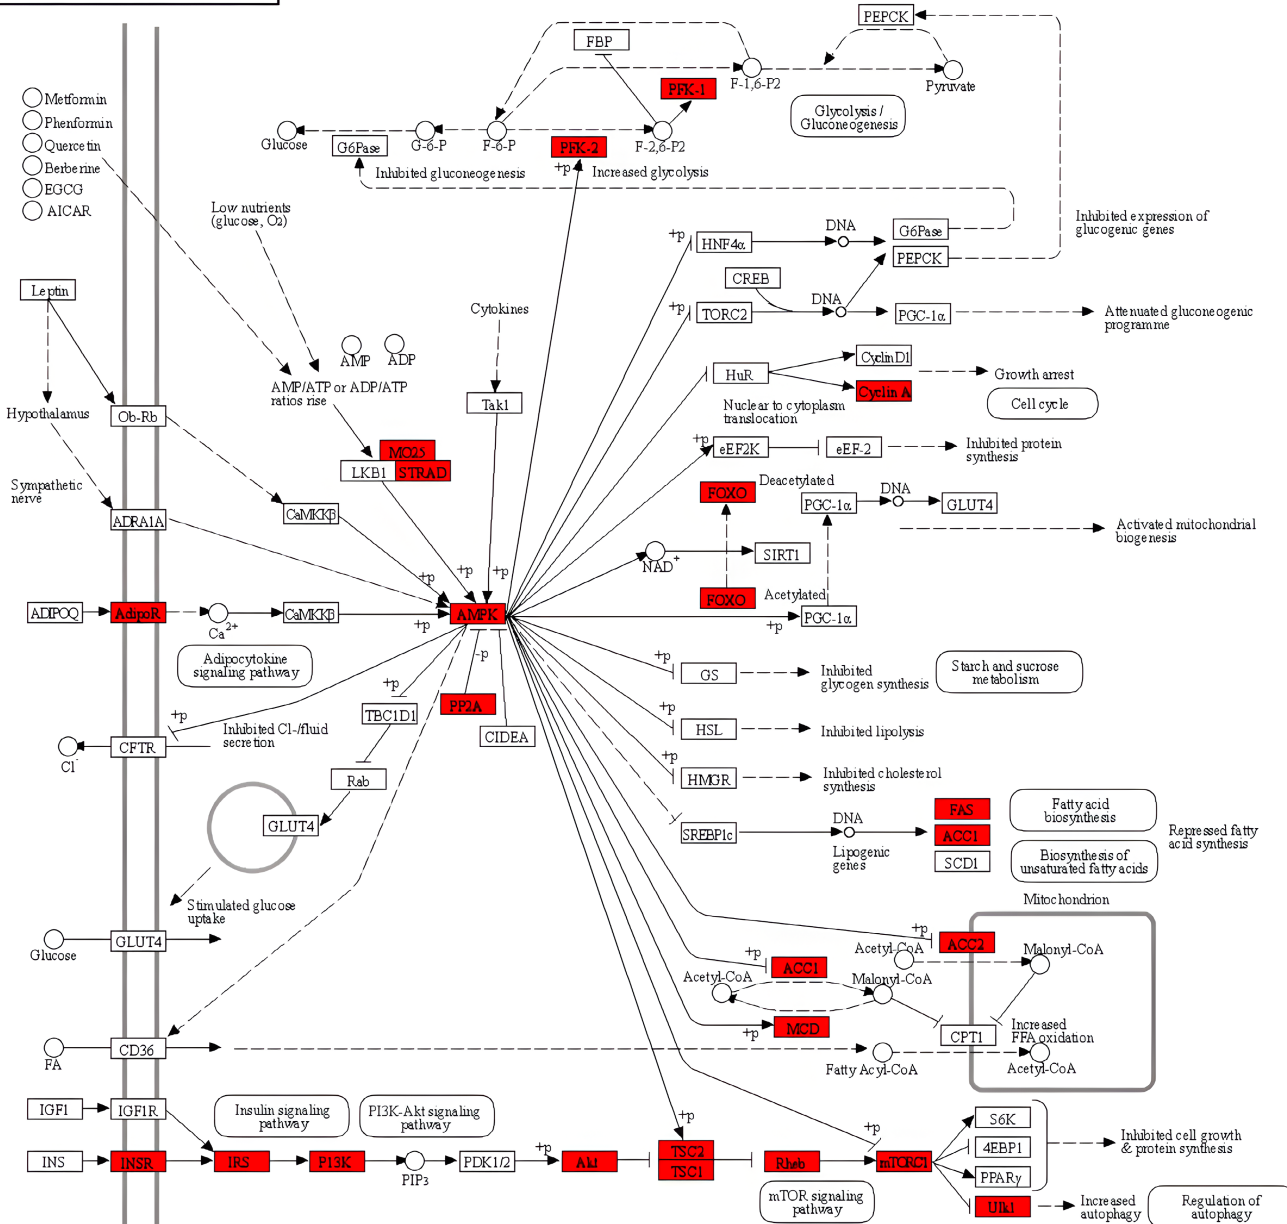 PEPCK
FBP
F-1,6-P2
Pyruvate
PFK-1
Glycolysis /
Gluconeogenesis
Metformin
Phenformin
Quercetin
Berberine
EGCG
AICAR
Glucose
G6Pase
G-6-P
F-6-P
PFK-2
F-2,6-P2
+p
Inhibited gluconeogenesis
Increased glycolysis
Low nutrients
(glucose, O2)
Inhibited expression of
glucogenic genes
+p
HNF4α
DNA
G6Pase
PEPCK
CREB
+p
TORC2
DNA
PGC-1α
Attenuated gluconeogenic
programme
Leptin
Cytokines
AMP
ADP
AMP/ATP or ADP/ATP
ratios rise
HuR
CyclinD1
Cyclin A
Growth arrest
Cell cycle
Nuclear to cytoplasm
translocation
Hypothalamus
Ob-Rb
Tak1
MO25
LKB1
STRAD
+p
eEF2K
eEF-2
Inhibited protein
synthesis
Sympathetic
nerve
ADRA1A
CaMKKβ
Deacetylated
FOXO
PGC-1α
DNA
GLUT4
Activated mitochondrial
biogenesis
NAD+
SIRT1
+p
+p
+p
ADIPOQ
AdipoR
Ca2+
CaMKKβ
+p
AMPK
FOXO
Acetylated
+p
PGC-1α
Adipocytokine
signaling pathway
-p
+p
GS
Inhibited
glycogen synthesis
Starch and sucrose
metabolism
+p
TBC1D1
PP2A
CIDEA
+p
HSL
Inhibited lipolysis
+p
Inhibited Cl-/fluid
secretion
CFTR
Cl-
Rab
+p
HMGR
Inhibited cholesterol
synthesis
GLUT4
SREBP1c
DNA
Lipogenic
genes
FAS
ACC1
SCD1
Fatty acid
biosynthesis
Biosynthesis of
unsaturated fatty acids
Repressed fatty
acid synthesis
Stimulated glucose
uptake
Mitochondrion
Glucose
GLUT4
+p
ACC2
Acetyl-CoA
Malonyl-CoA
+p
ACC1
Acetyl-CoA
Malonyl-CoA
MCD
+p
CPT1
Increased
FFA oxidation
FA
CD36
Fatty Acyl-CoA
Acetyl-CoA
IGF1
IGF1R
Insulin signaling
pathway
PI3K-Akt signaling
pathway
+p
+p
S6K
4EBP1
PPARγ
Inhibited cell growth
& protein synthesis
INS
INSR
IRS
P13K
PIP3
PDK1/2
+p
Akt
TSC2
TSC1
Rheb
mTORC1
mTOR signaling
pathway
Ulk1
Increased
autophagy
Regulation of
autophagy